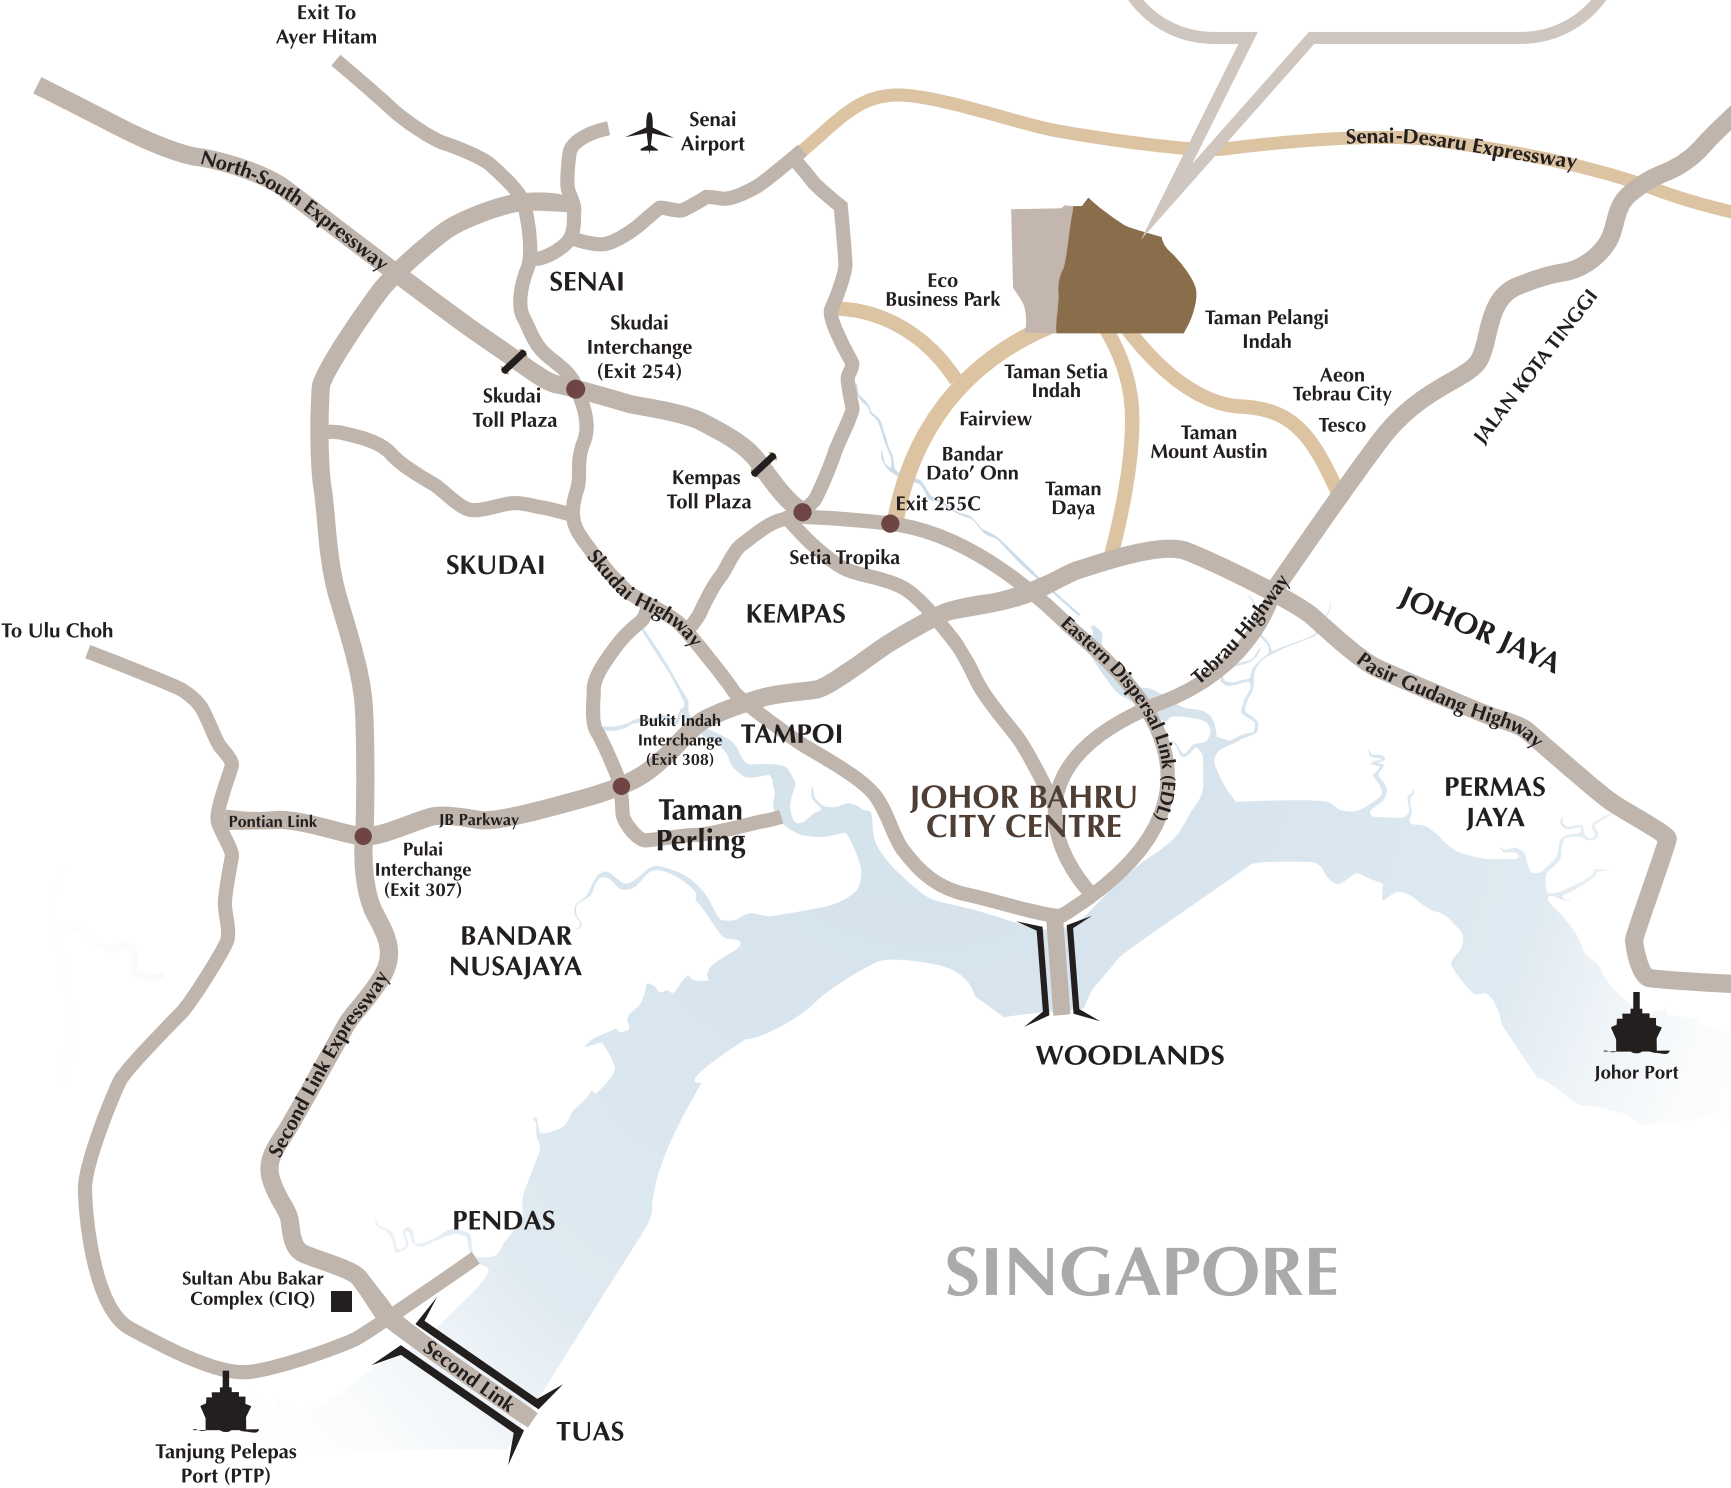 Exit To
Ayer Hitam
Senai
Airport
North-South Expressway
Senai-Desaru Expressway
SENAI
Eco
Business Park
Skudai
Interchange
(Exit 254)
Taman Pelangi
Indah
JALAN KOTA TINGGI
Skudai
Toll Plaza
Taman Setia
Indah
Aeon
Tebrau City
Tesco
Fairview
Taman
Mount Austin
Bandar
Dato' Onn
Kempas
Toll Plaza
Taman
Daya
Exit 255C
Setia Tropika
SKUDAI
Skudai Highway
KEMPAS
To Ulu Choh
Eastern Dispersal Link (EDL)
Tebrau Highway
JOHOR JAYA
Pasir Gudang Highway
Bukit Indah
Interchange
(Exit 308)
TAMPOI
JOHOR BAHRU
CITY CENTRE
PERMAS
JAYA
Pontian Link
JB Parkway
Taman
Perling
Pulai
Interchange
(Exit 307)
BANDAR
NUSAJAYA
Second Link Expressway
WOODLANDS
Johor Port
PENDAS
SINGAPORE
Sultan Abu Bakar
Complex (CIQ)
Second Link
TUAS
Tanjung Pelepas
Port (PTP)